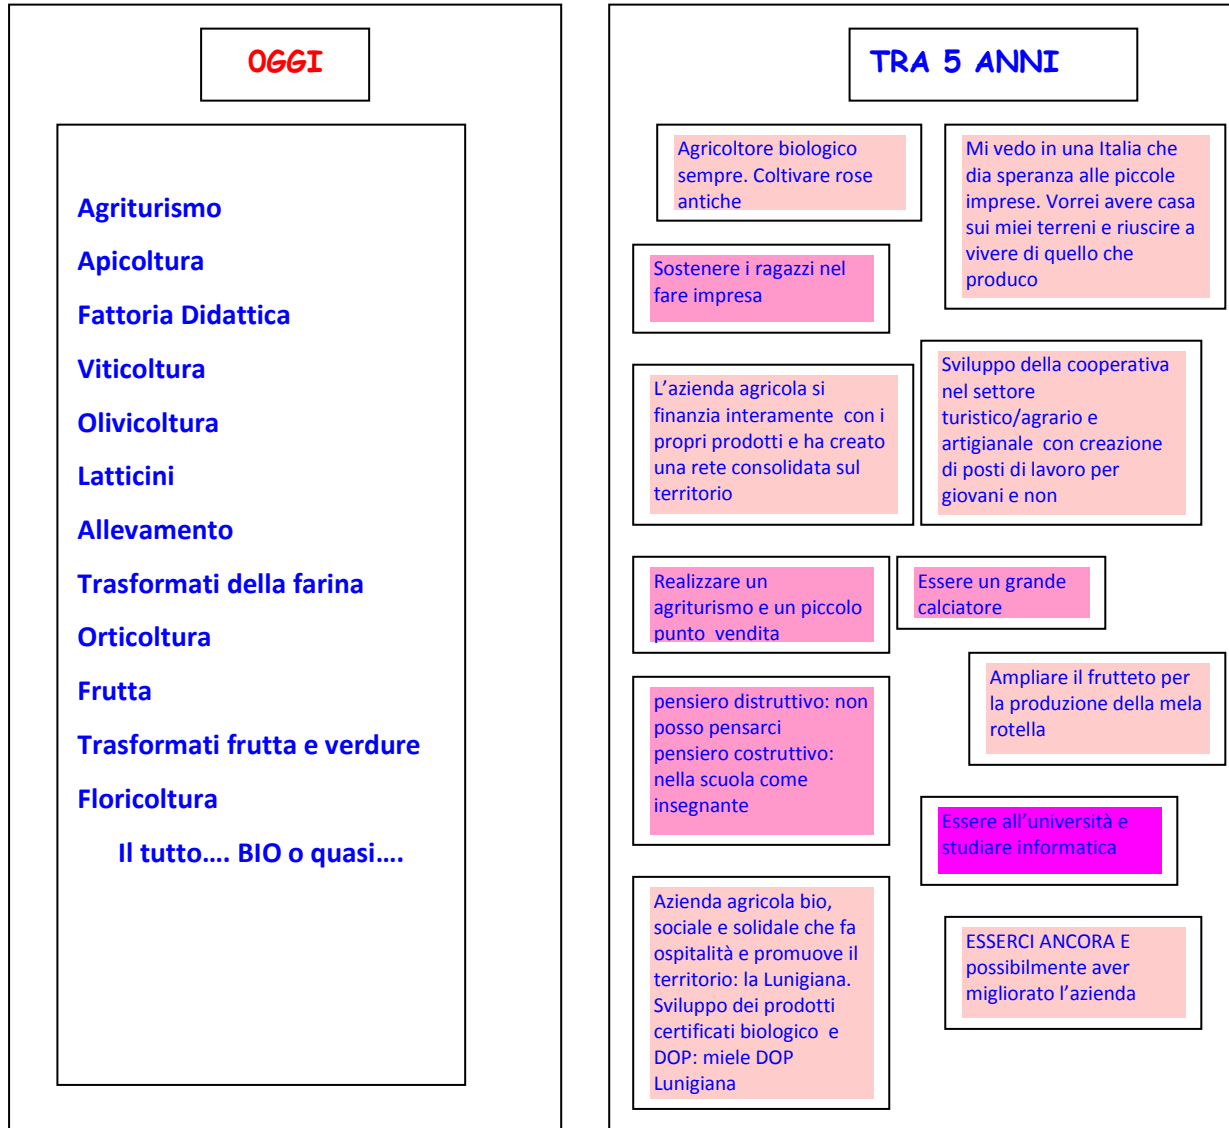 OGGI
Agriturismo
Apicoltura
Fattoria Didattica
Viticoltura
Olivicoltura
Latticini
Allevamento
Trasformati della farina
Orticoltura
Frutta
Trasformati frutta e verdure
Floricoltura
Il tutto.... BIO o quasi....
TRA 5 ANNI
Agricoltore biologico
sempre. Coltivare rose
antiche
Mi vedo in una Italia che
dia speranza alle piccole
imprese. Vorrei avere casa
sui miei terreni e riuscire a
vivere di quello che
produco
Sostenere i ragazzi nel
fare impresa
L’azienda agricola si
finanzia interamente con i
propri prodotti e ha creato
una rete consolidata sul
territorio
Sviluppo della cooperativa
nel settore
turistico/agrario e
artigianale con creazione
di posti di lavoro per
giovani e non
Realizzare un
agriturismo e un piccolo
punto vendita
Essere un grande
calciatore
Ampliare il frutteto per
la produzione della mela
rotella
pensiero distruttivo: non
posso pensarci
pensiero costruttivo:
nella scuola come
insegnante
Essere all’università e
studiare informatica
Azienda agricola bio,
sociale e solidale che fa
ospitalità e promuove il
territorio: la Lunigiana.
Sviluppo dei prodotti
certificati biologico e
DOP: miele DOP
Lunigiana
ESSERCI ANCORA E
possibilmente aver
migliorato l’azienda